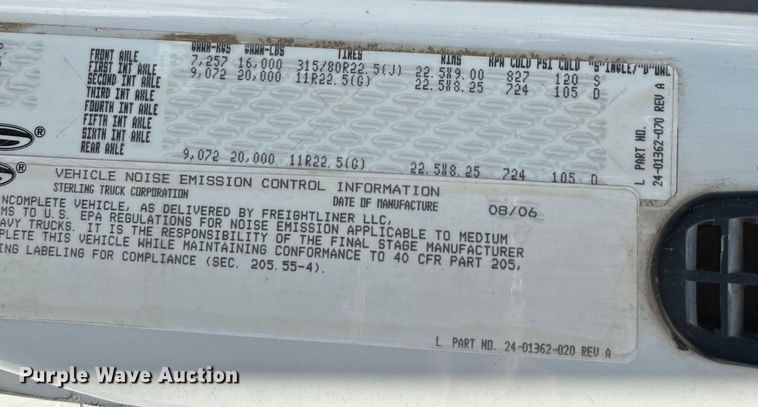 GAWR-KGS GAWR-LBS TIRES RIMS KPA COLD PSI COLD "S"INGLE/"D"UAL
FRONT AXLE 7,257 16,000 315/80R22.5(J) 22.5X9.00 827 120 S
FIRST INT AXLE 9,072 20,000 11R22.5(G) 22.5X8.25 724 105 D
SECOND INT AXLE
THIRD INT AXLE
FOURTH INT AXLE
FIFTH INT AXLE
SIXTH INT AXLE
REAR AXLE 9,072 20,000 11R22.5(G) 22.5X8.25 724 105 D
L PART NO.
24-01362-070 REV A
®
®
VEHICLE NOISE EMISSION CONTROL INFORMATION
STERLING TRUCK CORPORATION DATE OF MANUFACTURE 08/06
INCOMPLETE VEHICLE, AS DELIVERED BY FREIGHTLINER LLC,
MS TO U.S. EPA REGULATIONS FOR NOISE EMISSION APPLICABLE TO MEDIUM
AVY TRUCKS. IT IS THE RESPONSIBILITY OF THE FINAL STAGE MANUFACTURER
PLETE THIS VEHICLE WHILE MAINTAINING CONFORMANCE TO 40 CFR PART 205,
ING LABELING FOR COMPLIANCE (SEC. 205.55-4).
L PART NO. 24-01362-020 REV A
Purple Wave Auction